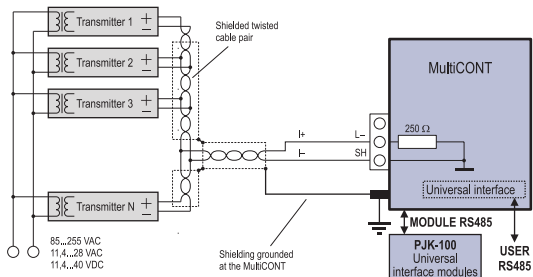 Transmitter 1
+
−
Shielded twisted
cable pair
Transmitter 2
+
−
Transmitter 3
+
−
Transmitter N
+
−
I+
I−
L−
SH
250 Ω
MultiCONT
Universal interface
MODULE RS485
PJK-100
Universal
interface modules
USER
RS485
Shielding grounded
at the MultiCONT
85...255 VAC
11,4...28 VAC
11,4...40 VDC